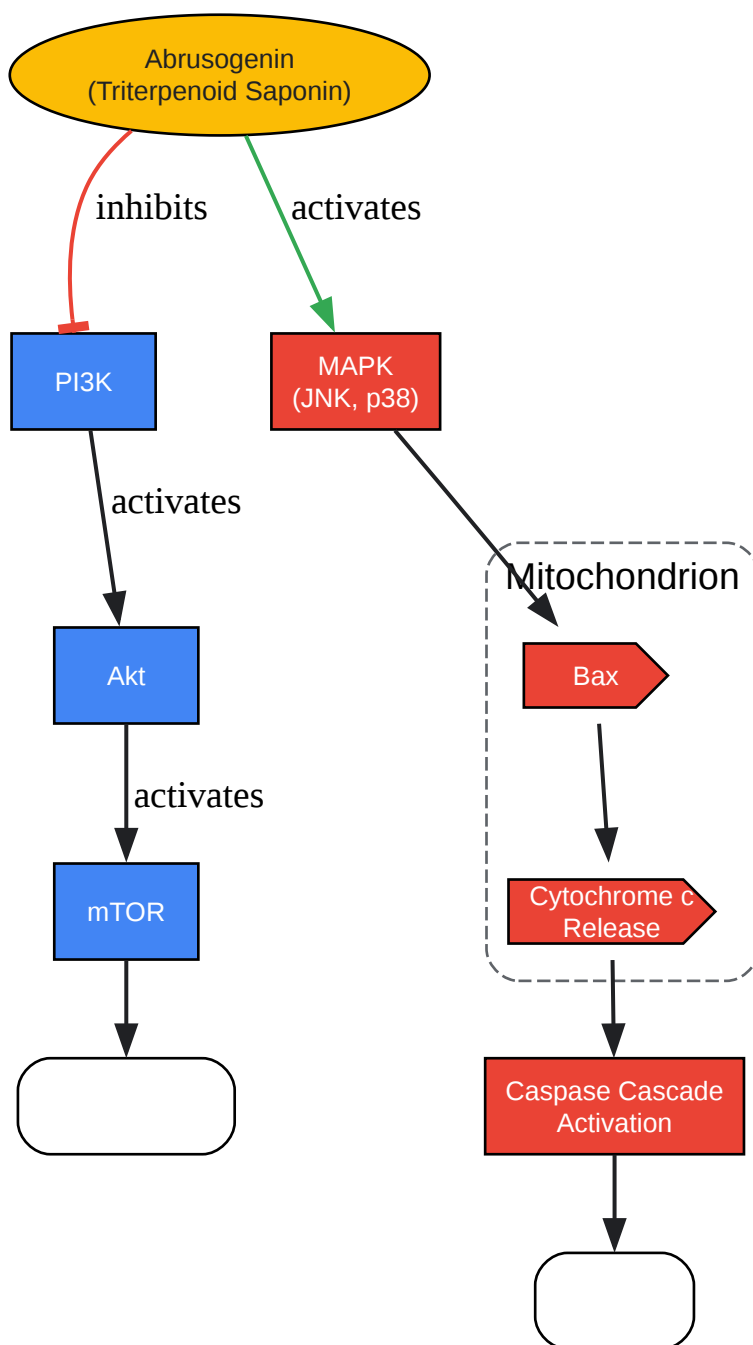 Abrusogenin
(Triterpenoid Saponin)
inhibits
activates
PI3K
MAPK
(JNK, p38)
activates
Mitochondrion
Akt
Bax
activates
mTOR
Cytochrome c
Release
Caspase Cascade
Activation